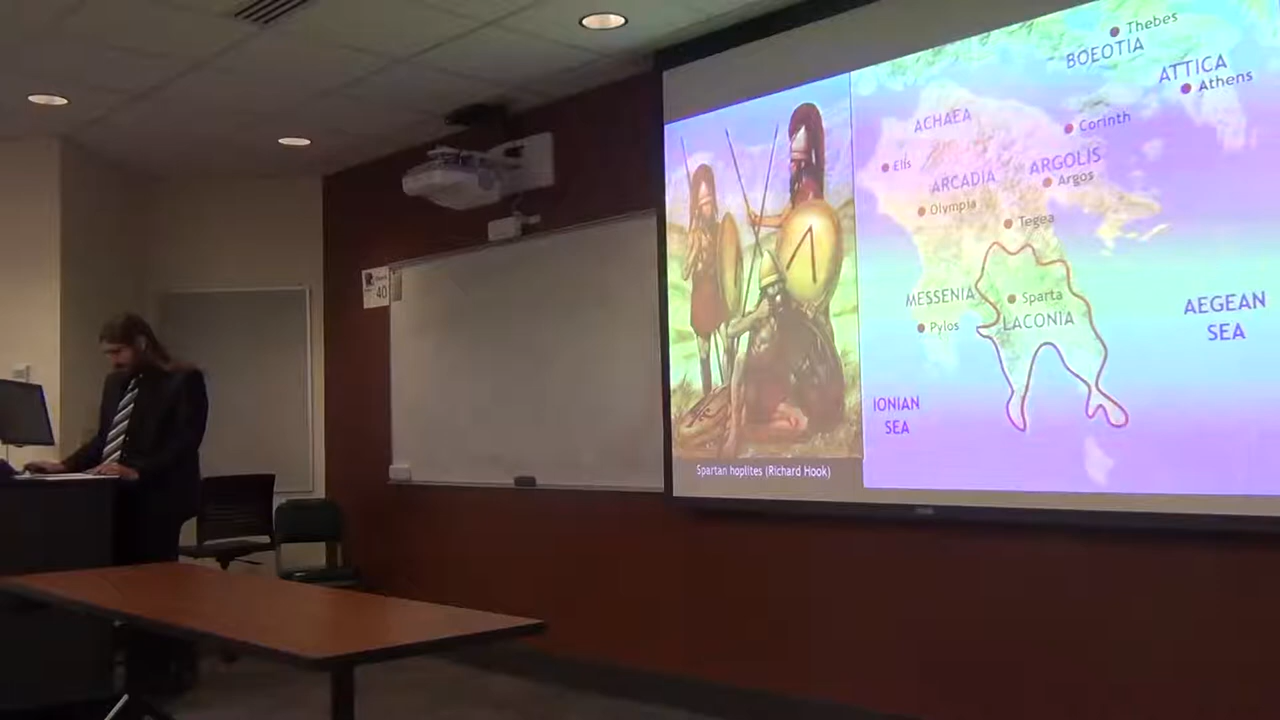 40
Spartan hoplites (Richard Hook)
Thebes
BOEOTIA
ATTICA
Athens
ACHAEA
Corinth
Elis
ARGOLIS
ARCADIA
Argos
Olympia
Tegea
MESSENIA
Sparta
Pylos
LACONIA
AEGEAN
SEA
IONIAN
SEA